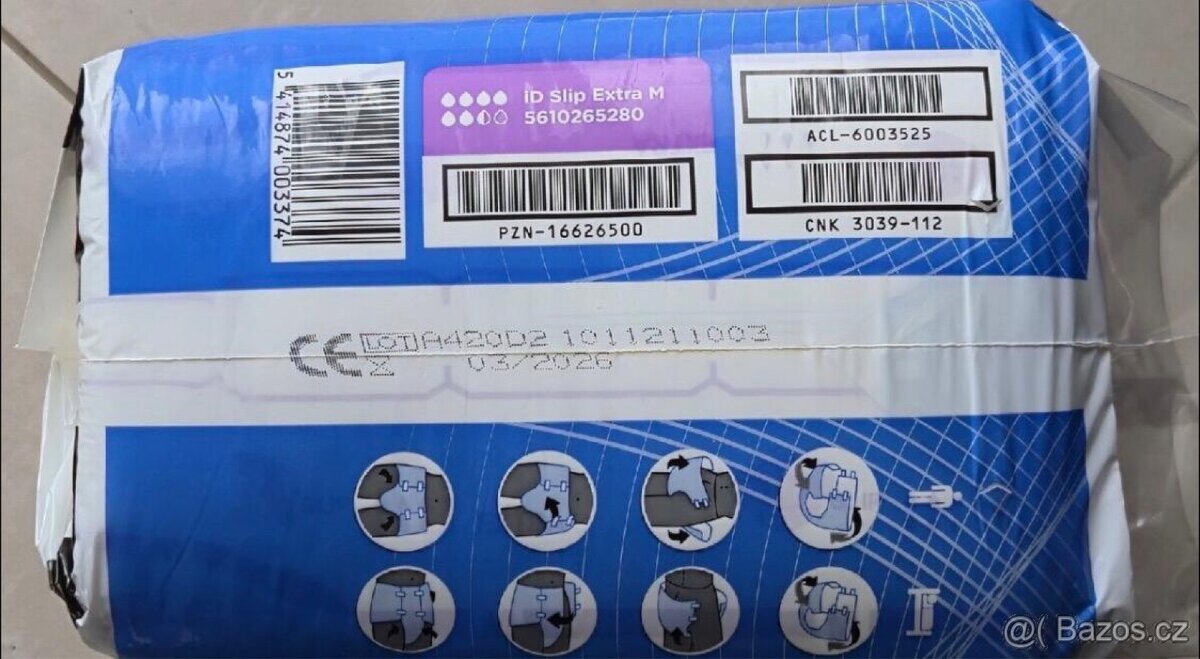 5 414874 003374
iD Slip Extra M
5610265280
PZN-16626500
ACL-6003525
CNK 3039-112
CE LOT A420D2 1011211003
03/2026
@( Bazos.cz